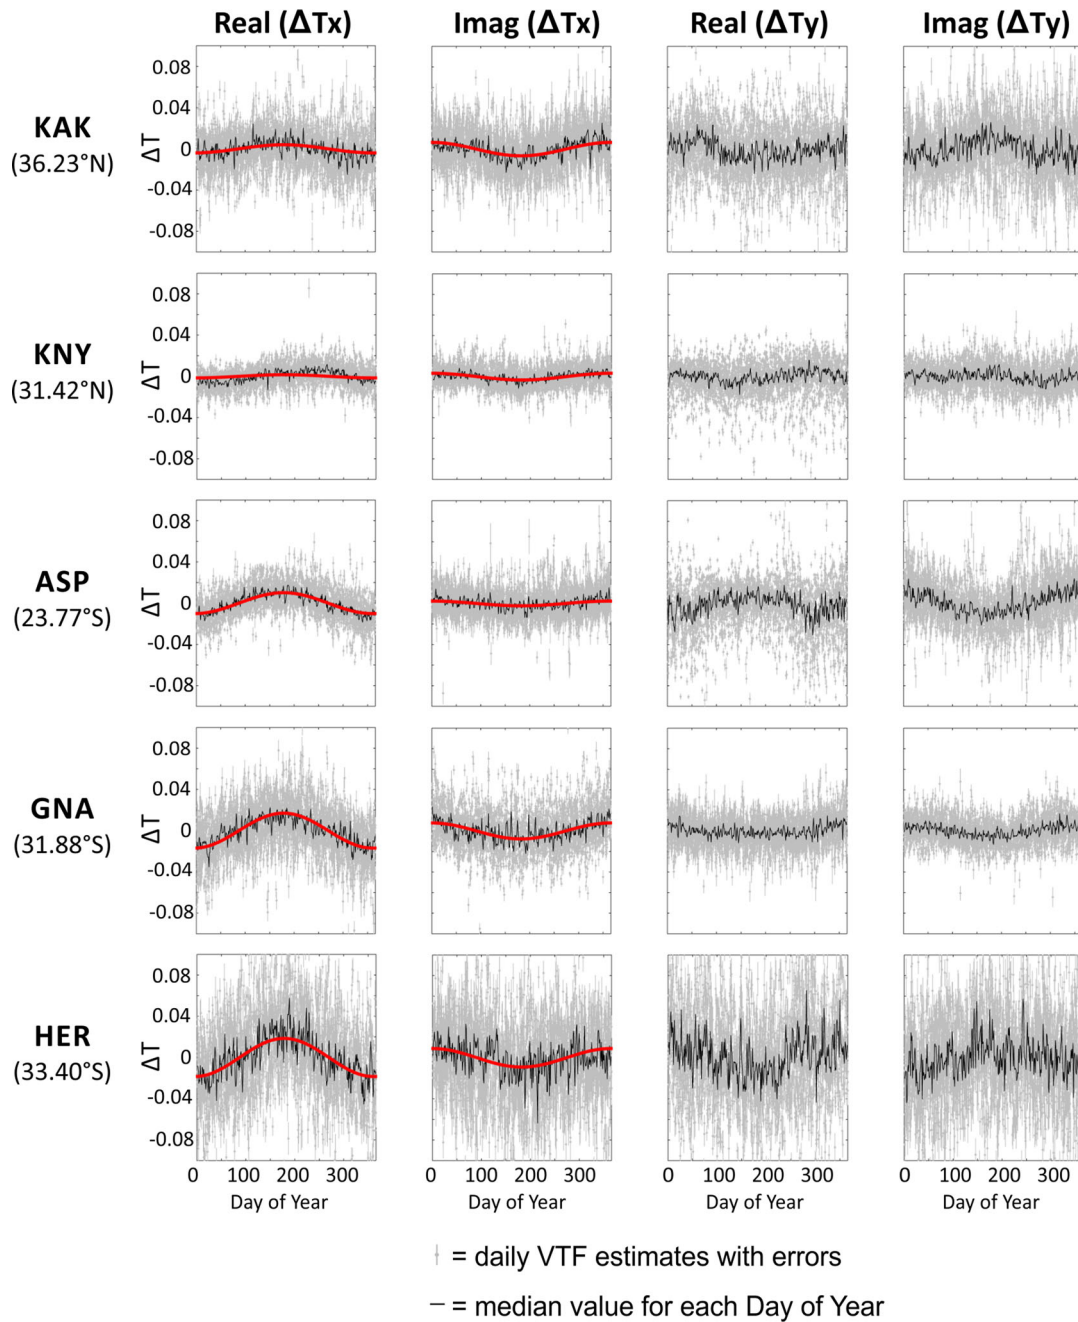 Real (ΔTx) Imag (ΔTx) Real (ΔTy) Imag (ΔTy)
KAK
(36.23°N)
ΔT
0.08
0.04
0
-0.04
-0.08
KNY
(31.42°N)
ΔT
0.08
0.04
0
-0.04
-0.08
ASP
(23.77°S)
ΔT
0.08
0.04
0
-0.04
-0.08
GNA
(31.88°S)
ΔT
0.08
0.04
0
-0.04
-0.08
HER
(33.40°S)
ΔT
0.08
0.04
0
-0.04
-0.08
0 100 200 300 0 100 200 300 0 100 200 300 0 100 200 300
Day of Year Day of Year Day of Year Day of Year
= daily VTF estimates with errors
= median value for each Day of Year